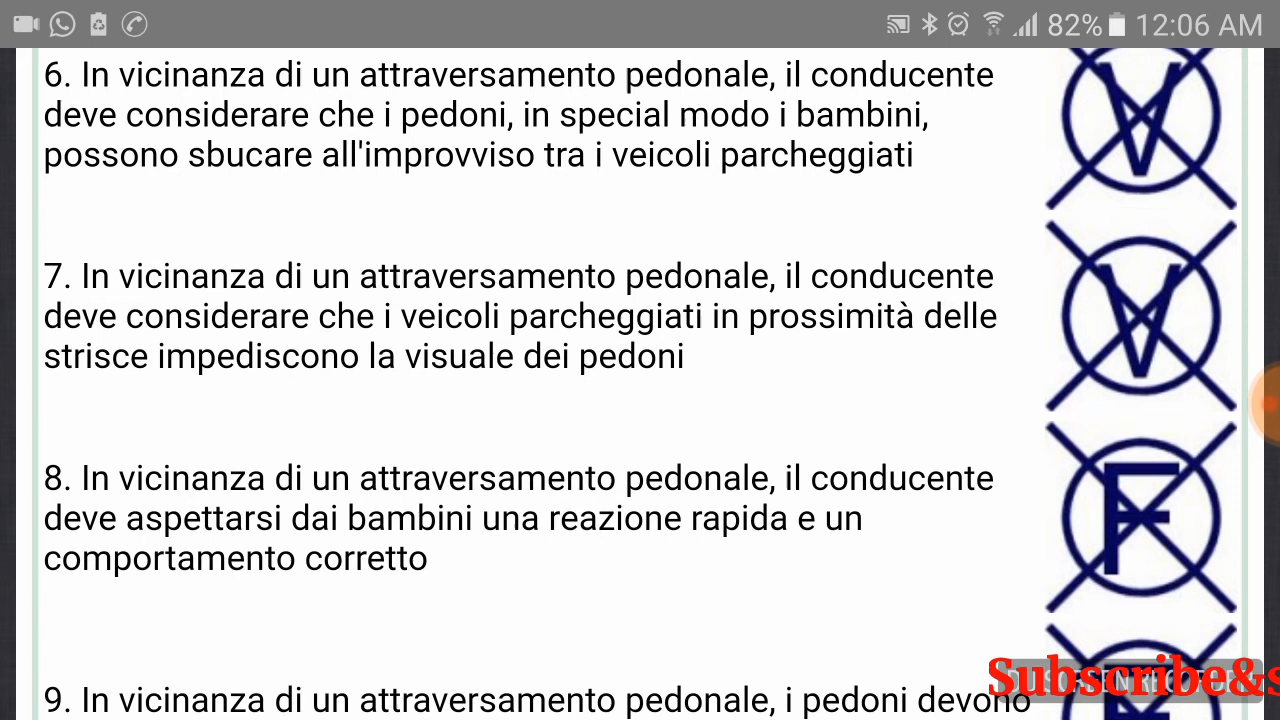 82% 12:06 AM
6. In vicinanza di un attraversamento pedonale, il conducente
deve considerare che i pedoni, in special modo i bambini,
possono sbucare all'improvviso tra i veicoli parcheggiati
V
7. In vicinanza di un attraversamento pedonale, il conducente
deve considerare che i veicoli parcheggiati in prossimità delle
strisce impediscono la visuale dei pedoni
V
8. In vicinanza di un attraversamento pedonale, il conducente
deve aspettarsi dai bambini una reazione rapida e un
comportamento corretto
F
Subscribe&s
9. In vicinanza di un attraversamento pedonale, i pedoni devono